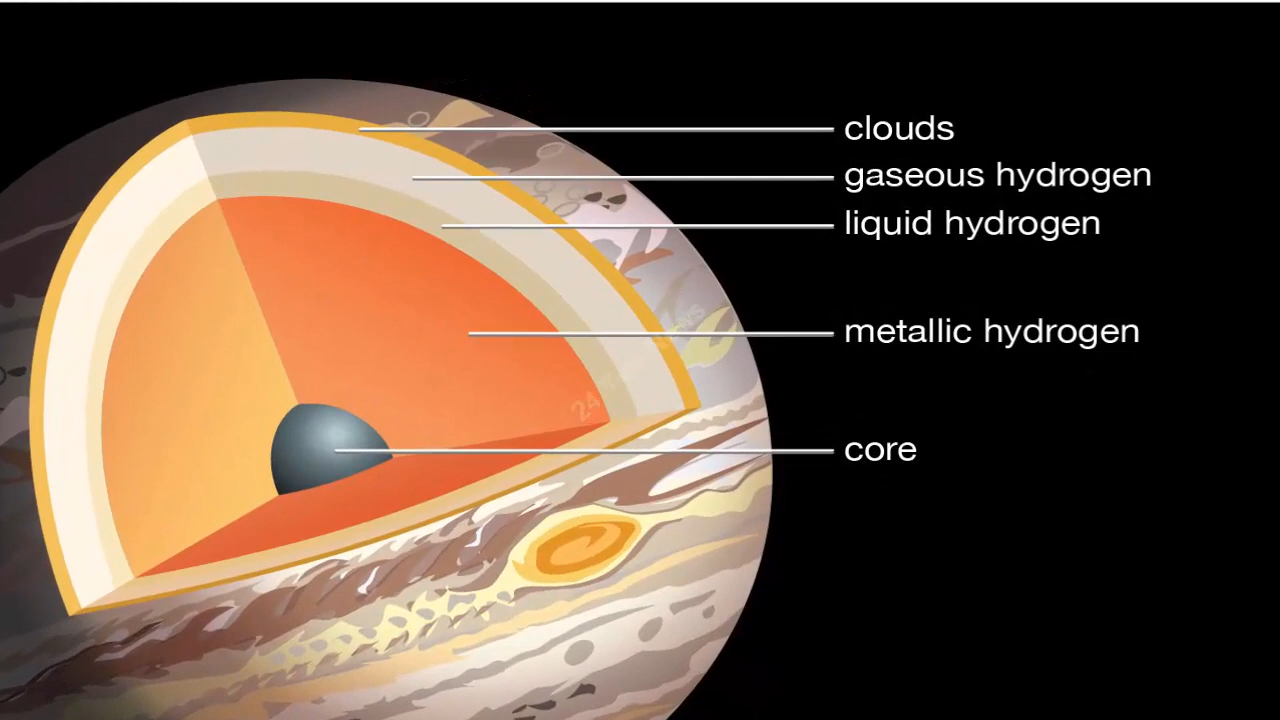 clouds
gaseous hydrogen
liquid hydrogen
metallic hydrogen
core